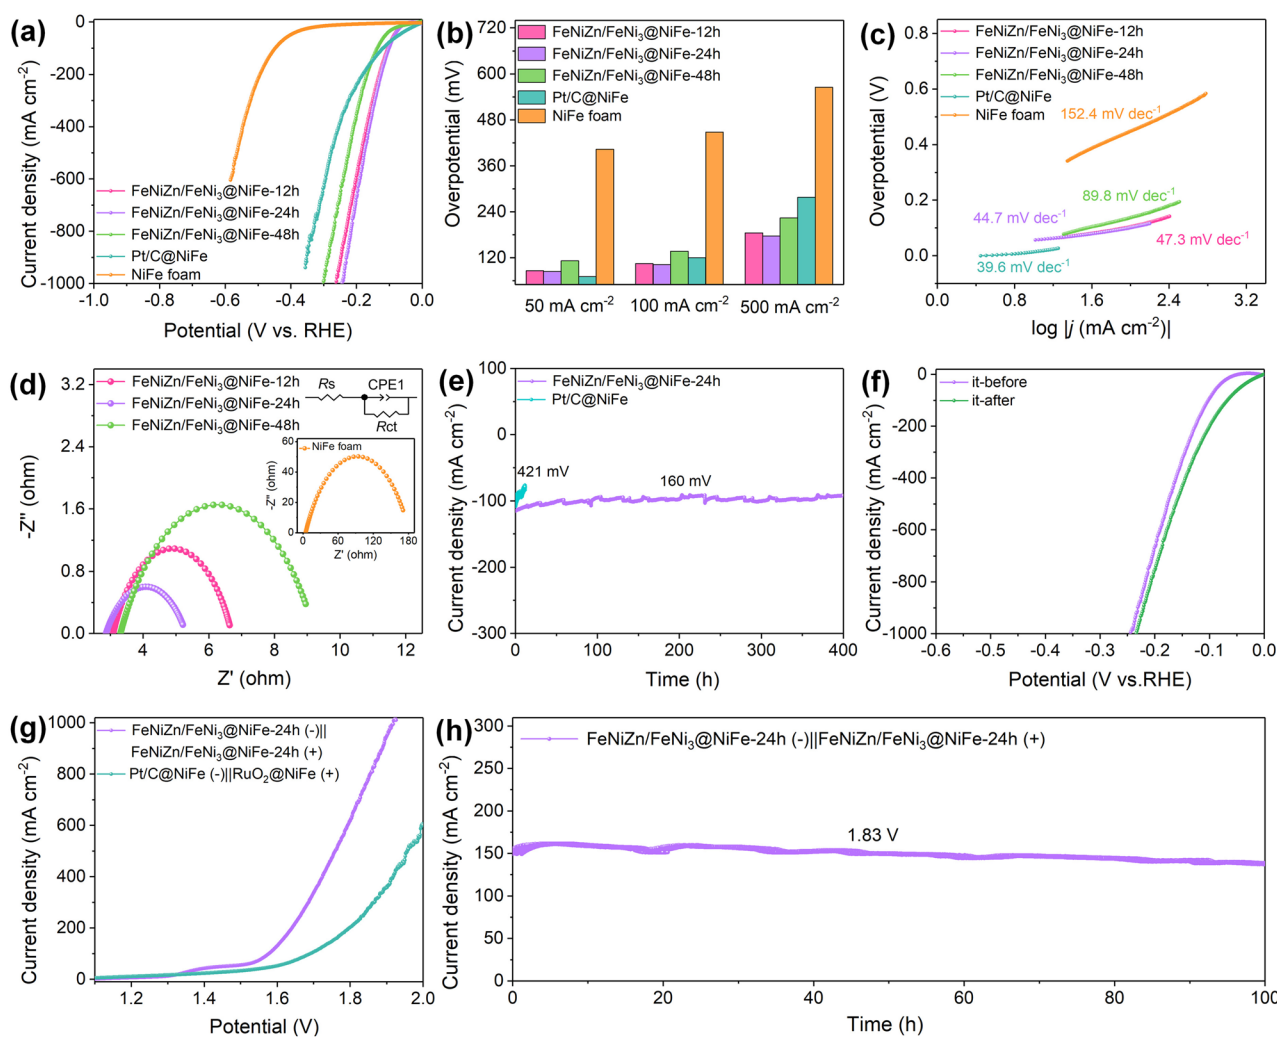 (a)
0
-200
-400
-600
-800
-1000
Current density (mA cm⁻²)
FeNiZn/FeNi₃@NiFe-12h
FeNiZn/FeNi₃@NiFe-24h
FeNiZn/FeNi₃@NiFe-48h
Pt/C@NiFe
NiFe foam
-1.0 -0.8 -0.6 -0.4 -0.2 0.0
Potential (V vs. RHE)
(b)
720
600
480
360
240
120
Overpotential (mV)
FeNiZn/FeNi₃@NiFe-12h
FeNiZn/FeNi₃@NiFe-24h
FeNiZn/FeNi₃@NiFe-48h
Pt/C@NiFe
NiFe foam
50 mA cm⁻² 100 mA cm⁻² 500 mA cm⁻²
(c)
0.8
0.6
0.4
0.2
0.0
Overpotential (V)
FeNiZn/FeNi₃@NiFe-12h
FeNiZn/FeNi₃@NiFe-24h
FeNiZn/FeNi₃@NiFe-48h
Pt/C@NiFe
NiFe foam
152.4 mV dec⁻¹
89.8 mV dec⁻¹
44.7 mV dec⁻¹
47.3 mV dec⁻¹
39.6 mV dec⁻¹
0.0 0.8 1.6 2.4 3.2
log |j (mA cm⁻²)|
(d)
3.2
2.4
1.6
0.8
0.0
-Z" (ohm)
FeNiZn/FeNi₃@NiFe-12h
FeNiZn/FeNi₃@NiFe-24h
FeNiZn/FeNi₃@NiFe-48h
Rs CPE1
Rct
60
40
20
0
-Z" (ohm)
NiFe foam
0 60 120 180
Z' (ohm)
4 6 8 10 12
Z' (ohm)
(e)
100
0
-100
-200
-300
Current density (mA cm⁻²)
FeNiZn/FeNi₃@NiFe-24h
Pt/C@NiFe
421 mV
160 mV
0 100 200 300 400
Time (h)
(f)
0
-200
-400
-600
-800
-1000
Current density (mA cm⁻²)
it-before
it-after
-0.6 -0.5 -0.4 -0.3 -0.2 -0.1 0.0
Potential (V vs.RHE)
(g)
1000
800
600
400
200
0
Current density (mA cm⁻²)
FeNiZn/FeNi₃@NiFe-24h (-)||
FeNiZn/FeNi₃@NiFe-24h (+)
Pt/C@NiFe (-)||RuO₂@NiFe (+)
1.2 1.4 1.6 1.8 2.0
Potential (V)
(h)
300
250
200
150
100
50
0
Current density (mA cm⁻²)
FeNiZn/FeNi₃@NiFe-24h (-)||FeNiZn/FeNi₃@NiFe-24h (+)
1.83 V
0 20 40 60 80 100
Time (h)